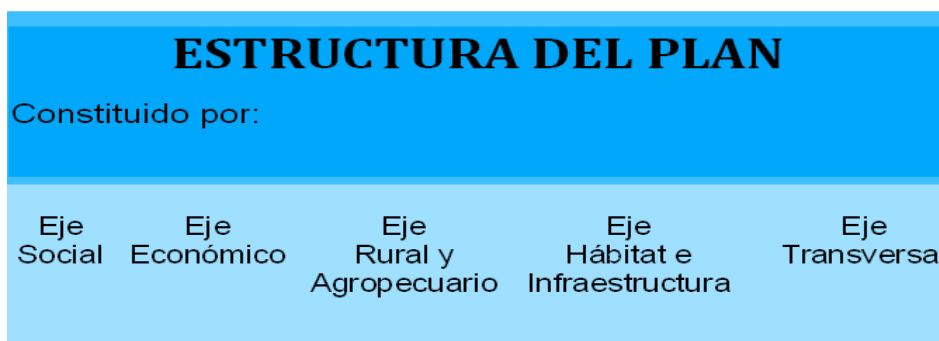 ESTRUCTURA DEL PLAN
Constituido por:
Eje
Social
Eje
Económico
Eje
Rural y
Agropecuario
Eje
Hábitat e
Infraestructura
Eje
Transversa